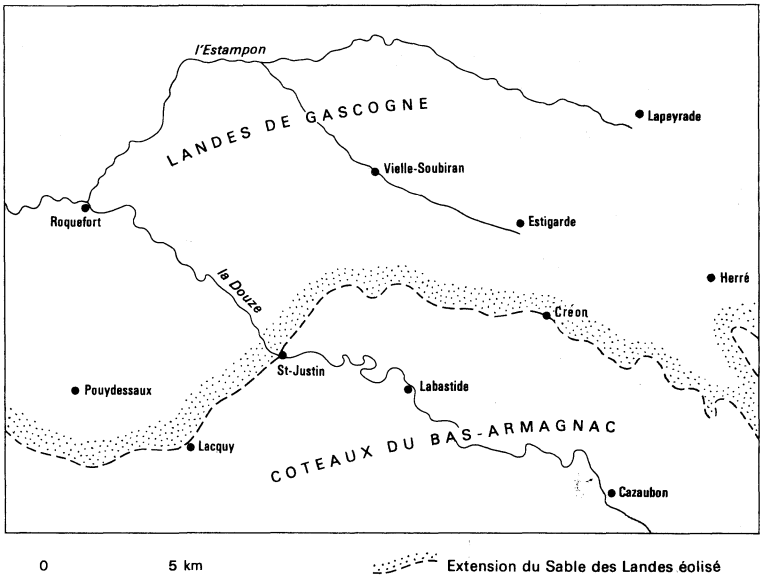 l'Estampon
Lapeyrade
LANDES DE GASCOGNE
Vielle-Soubiran
Roquefort
Estigarde
la Douze
Herré
Créon
St-Justin
Pouydessaux
Labastide
Lacquy
COTEAUX DU BAS-ARMAGNAC
Cazaubon
0 5 km
Extension du Sable des Landes éolisé